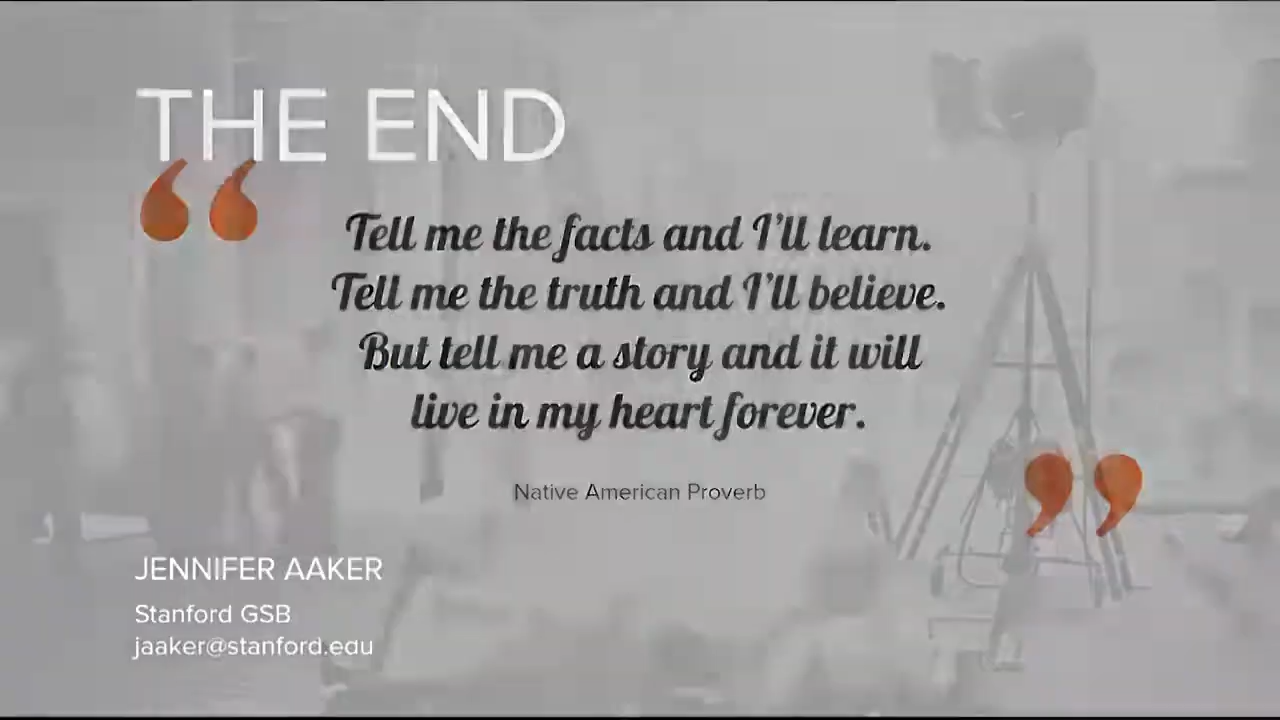 THE END
“
Tell me the facts and I’ll learn.
Tell me the truth and I’ll believe.
But tell me a story and it will
live in my heart forever.
”
Native American Proverb
JENNIFER AAKER
Stanford GSB
jaaker@stanford.edu